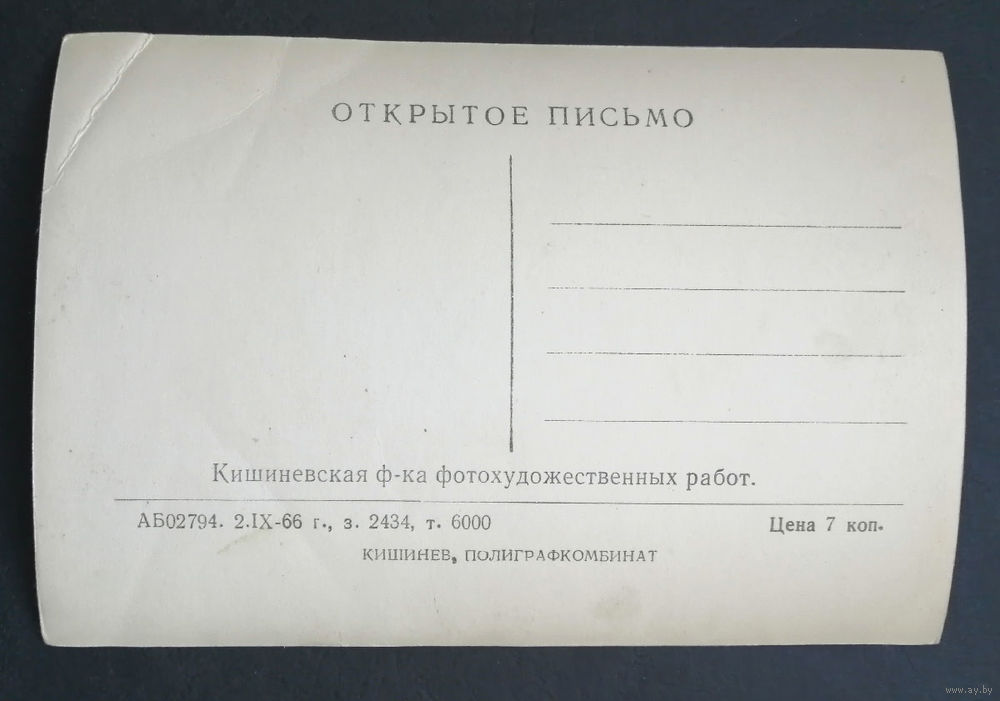 ОТКРЫТОЕ ПИСЬМО
Кишиневская ф-ка фотохудожественных работ.
АБ02794. 2.IX-66 г., з. 2434, т. 6000
Цена 7 коп.
КИШИНЕВ, ПОЛИГРАФКОМБИНАТ
www.ay.by